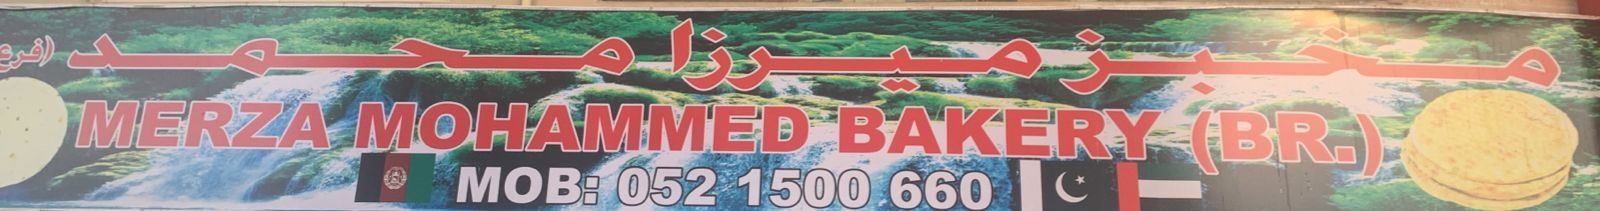 مخبز ميرزا محمد (فرع
MERZA MOHAMMED BAKERY (BR.)
MOB: 052 1500 660